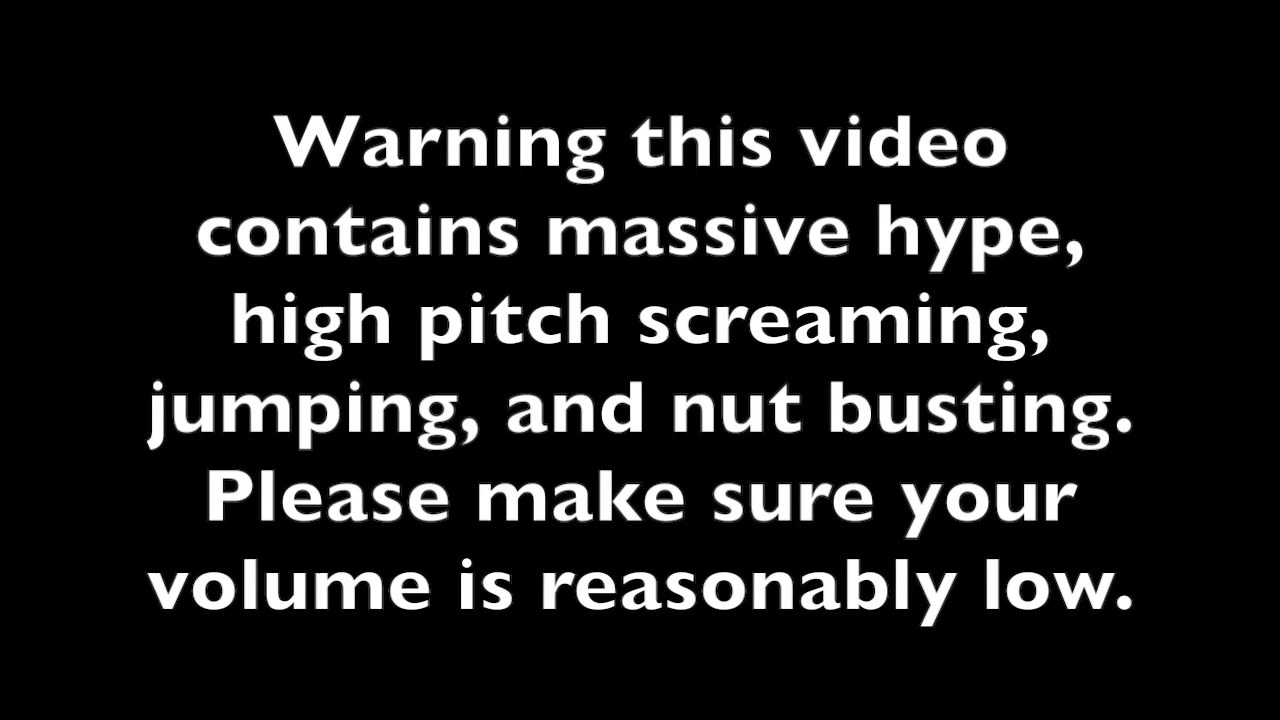 Warning this video
contains massive hype,
high pitch screaming,
jumping, and nut busting.
Please make sure your
volume is reasonably low.